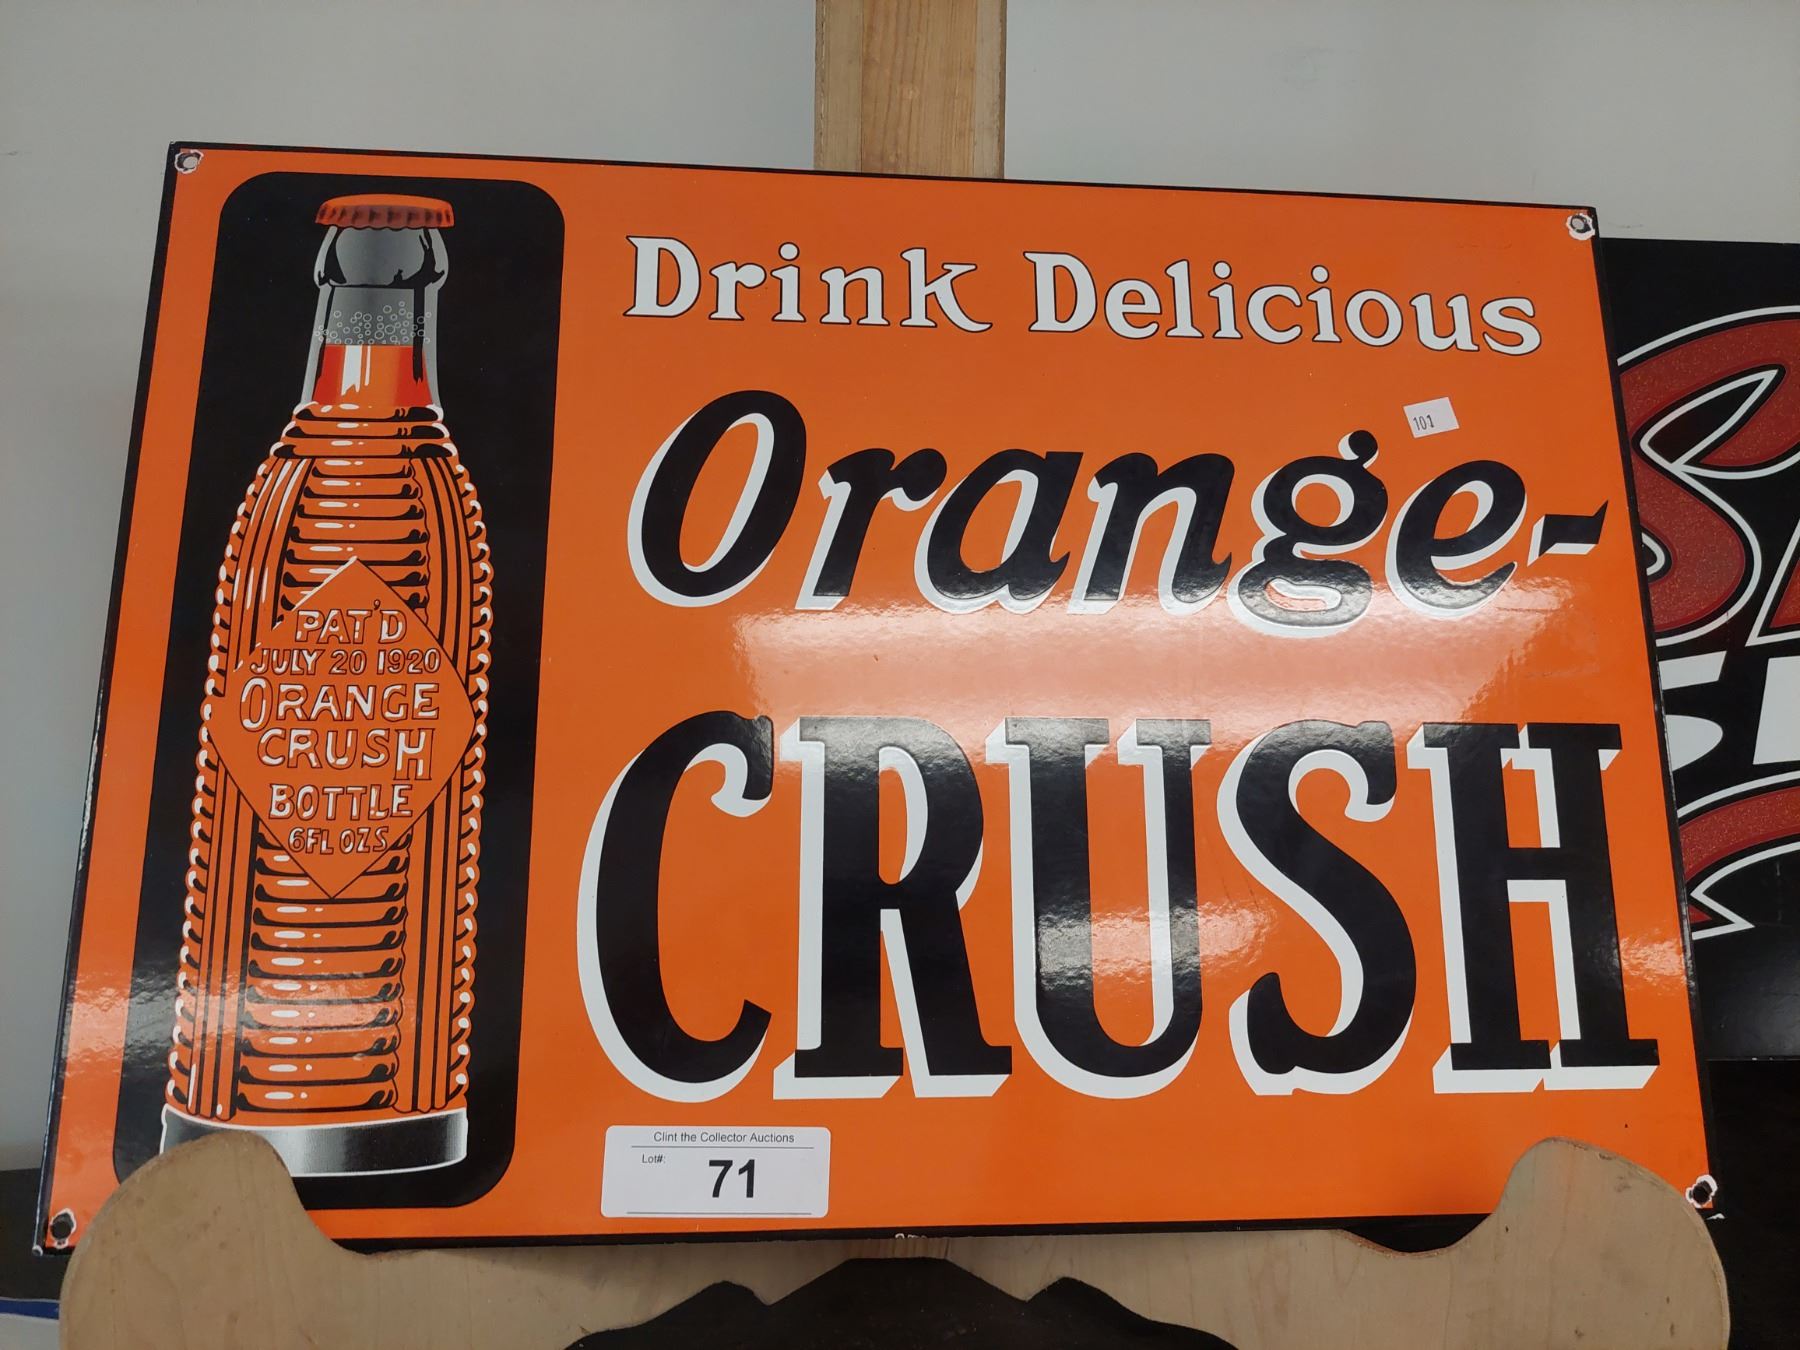 Drink Delicious
Orange-
CRUSH
101
PAT'D
JULY 20 1920
ORANGE
CRUSH
BOTTLE
6FL OZS
Clint the Collector Auctions
Lot#:
71